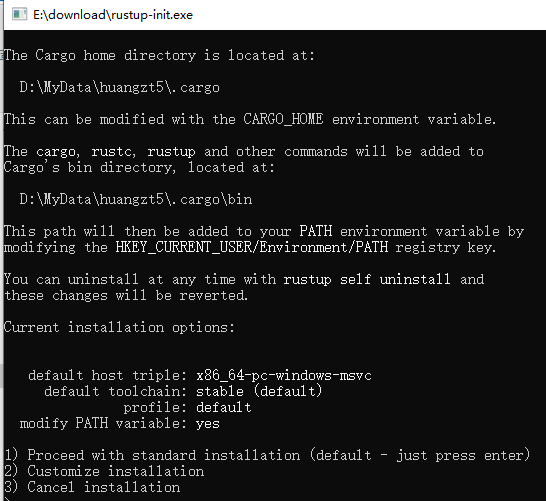 E:\download\rustup-init.exe
The Cargo home directory is located at:
D:\MyData\huangzt5\.cargo
This can be modified with the CARGO_HOME environment variable.
The cargo, rustc, rustup and other commands will be added to
Cargo's bin directory, located at:
D:\MyData\huangzt5\.cargo\bin
This path will then be added to your PATH environment variable by
modifying the HKEY_CURRENT_USER/Environment/PATH registry key.
You can uninstall at any time with rustup self uninstall and
these changes will be reverted.
Current installation options:
default host triple: x86_64-pc-windows-msvc
default toolchain: stable (default)
profile: default
modify PATH variable: yes
1) Proceed with standard installation (default - just press enter)
2) Customize installation
3) Cancel installation